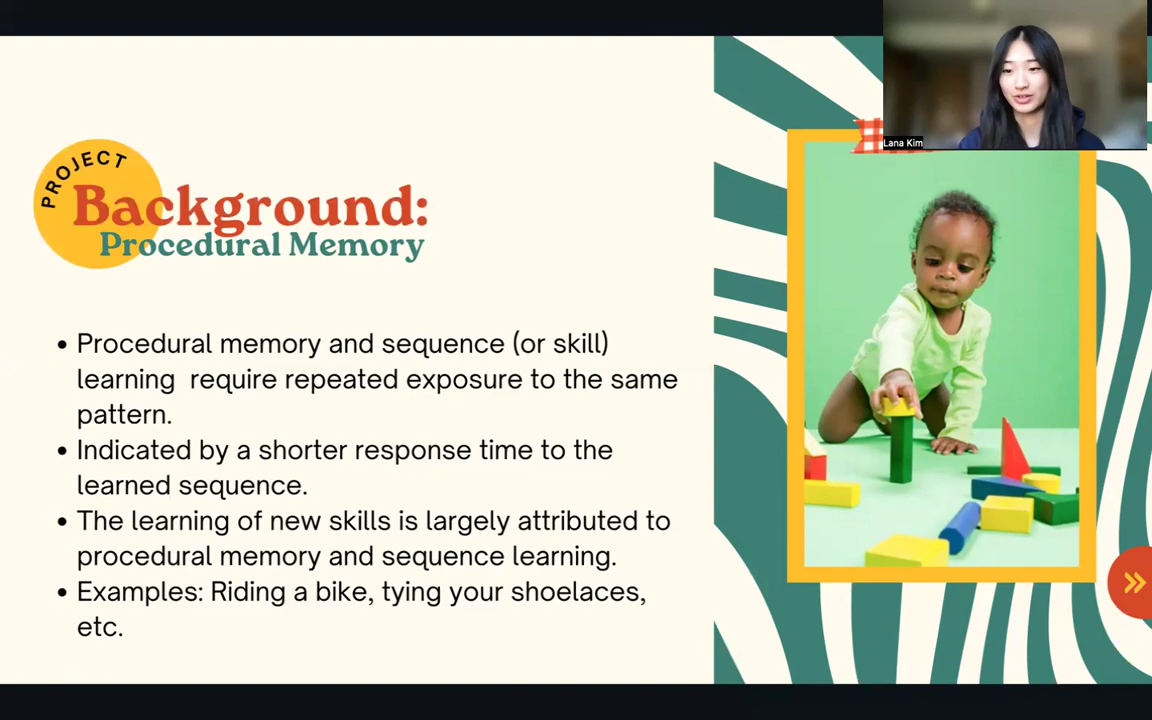 Lana Kim
PROJECT
Background:
Procedural Memory
• Procedural memory and sequence (or skill)
learning  require repeated exposure to the same
pattern.
• Indicated by a shorter response time to the
learned sequence.
• The learning of new skills is largely attributed to
procedural memory and sequence learning.
• Examples: Riding a bike, tying your shoelaces,
etc.